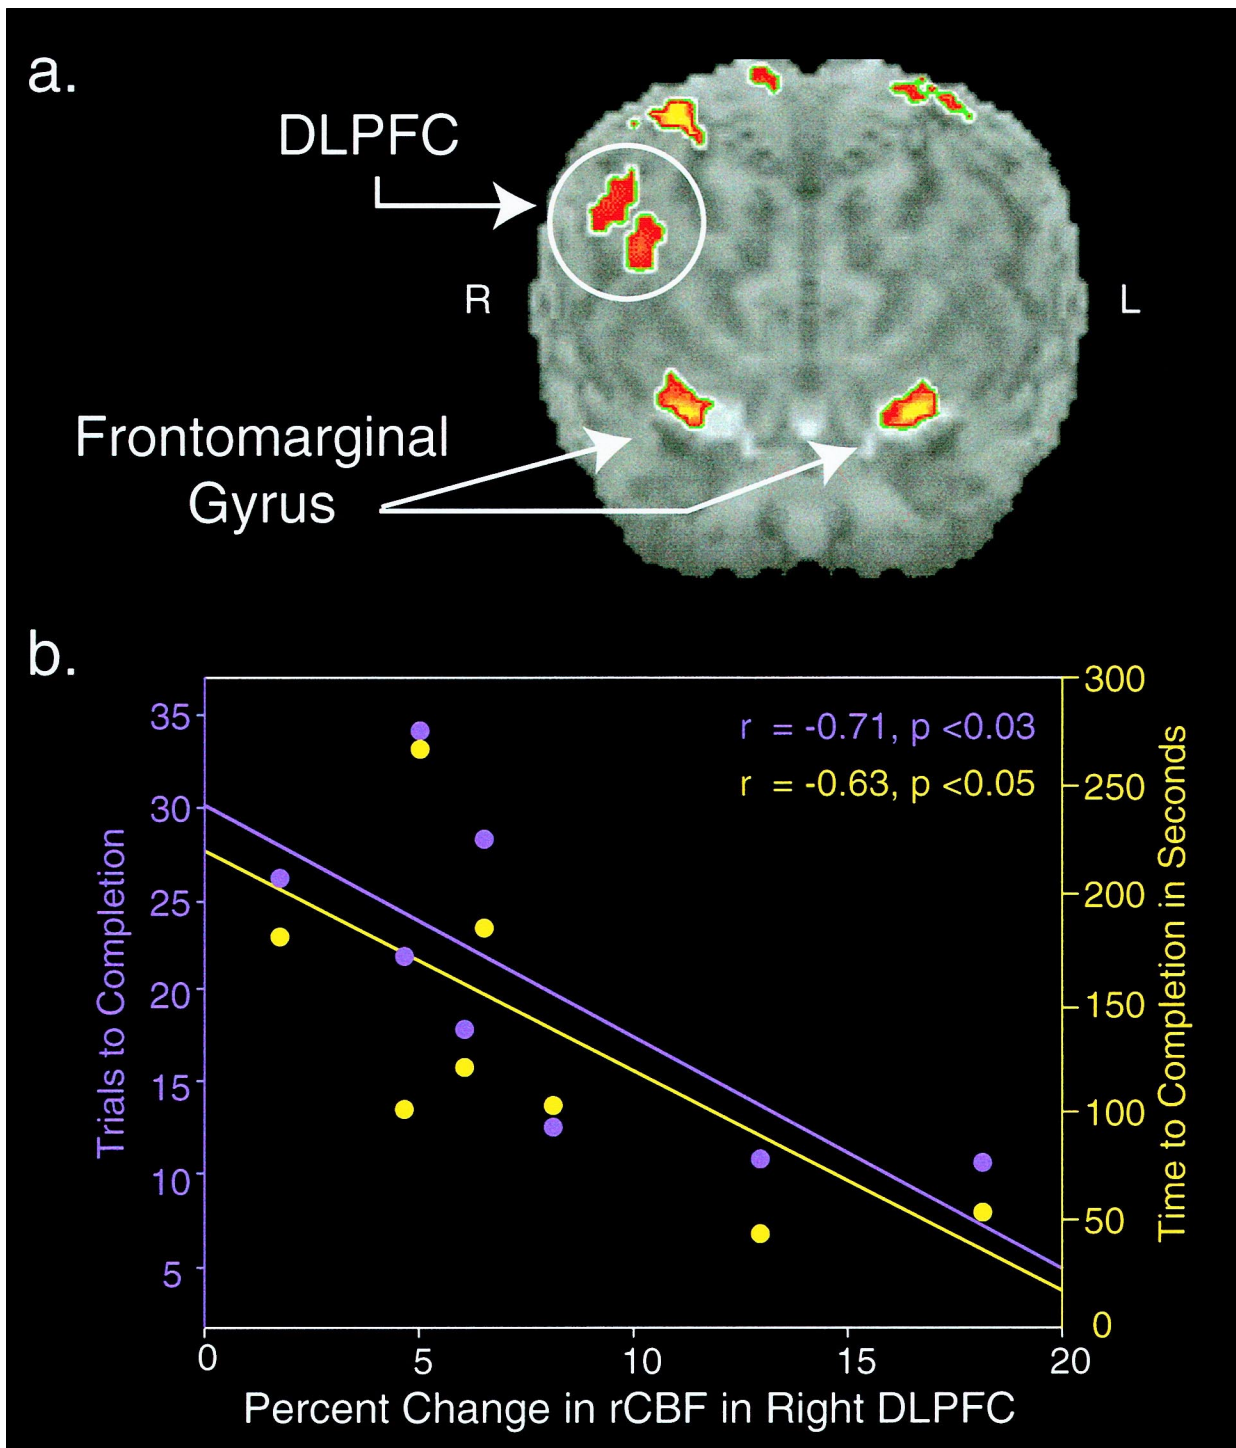 a.
DLPFC
R
L
Frontomarginal
Gyrus
b.
Trials to Completion
35
30
25
20
15
10
5
r = -0.71, p <0.03
r = -0.63, p <0.05
300
250
200
150
100
50
0
Time to Completion in Seconds
0 5 10 15 20
Percent Change in rCBF in Right DLPFC